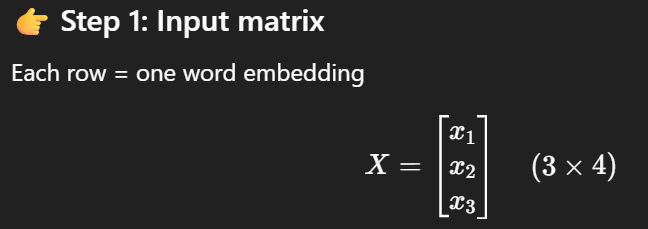 👉 Step 1: Input matrix
Each row = one word embedding
X = [x₁ x₂ x₃] (3 × 4)